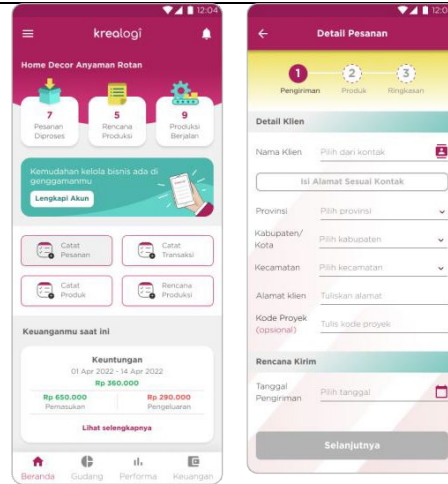 12:04
krealogi
Home Decor Anyaman Rotan
7
Pesanan
Diproses
5
Rencana
Produksi
9
Produksi
Berjalan
Kemudahan kelola bisnis ada di
genggamanmu
Lengkapi Akun
Catat
Pesanan
Catat
Transaksi
Catat
Produk
Rencana
Produksi
Keuanganmu saat ini
Keuntungan
01 Apr 2022 - 14 Apr 2022
Rp 360.000
Rp 650.000
Pemasukan
Rp 290.000
Pengeluaran
Lihat selengkapnya
Beranda
Gudang
Performa
Keuangan
Detail Pesanan
1
2
3
Pengiriman
Produk
Ringkasan
Detail Klien
Nama Klien
Pilih dari kontak
Isi Alamat Sesuai Kontak
Provinsi
Pilih provinsi
Kabupaten/
Kota
Pilih kabupaten
Kecamatan
Pilih kecamatan
Alamat klien
Tuliskan alamat
Kode Proyek
(opsional)
Tulis kode proyek
Rencana Kirim
Tanggal
Pengiriman
Pilih tanggal
Selanjutnya